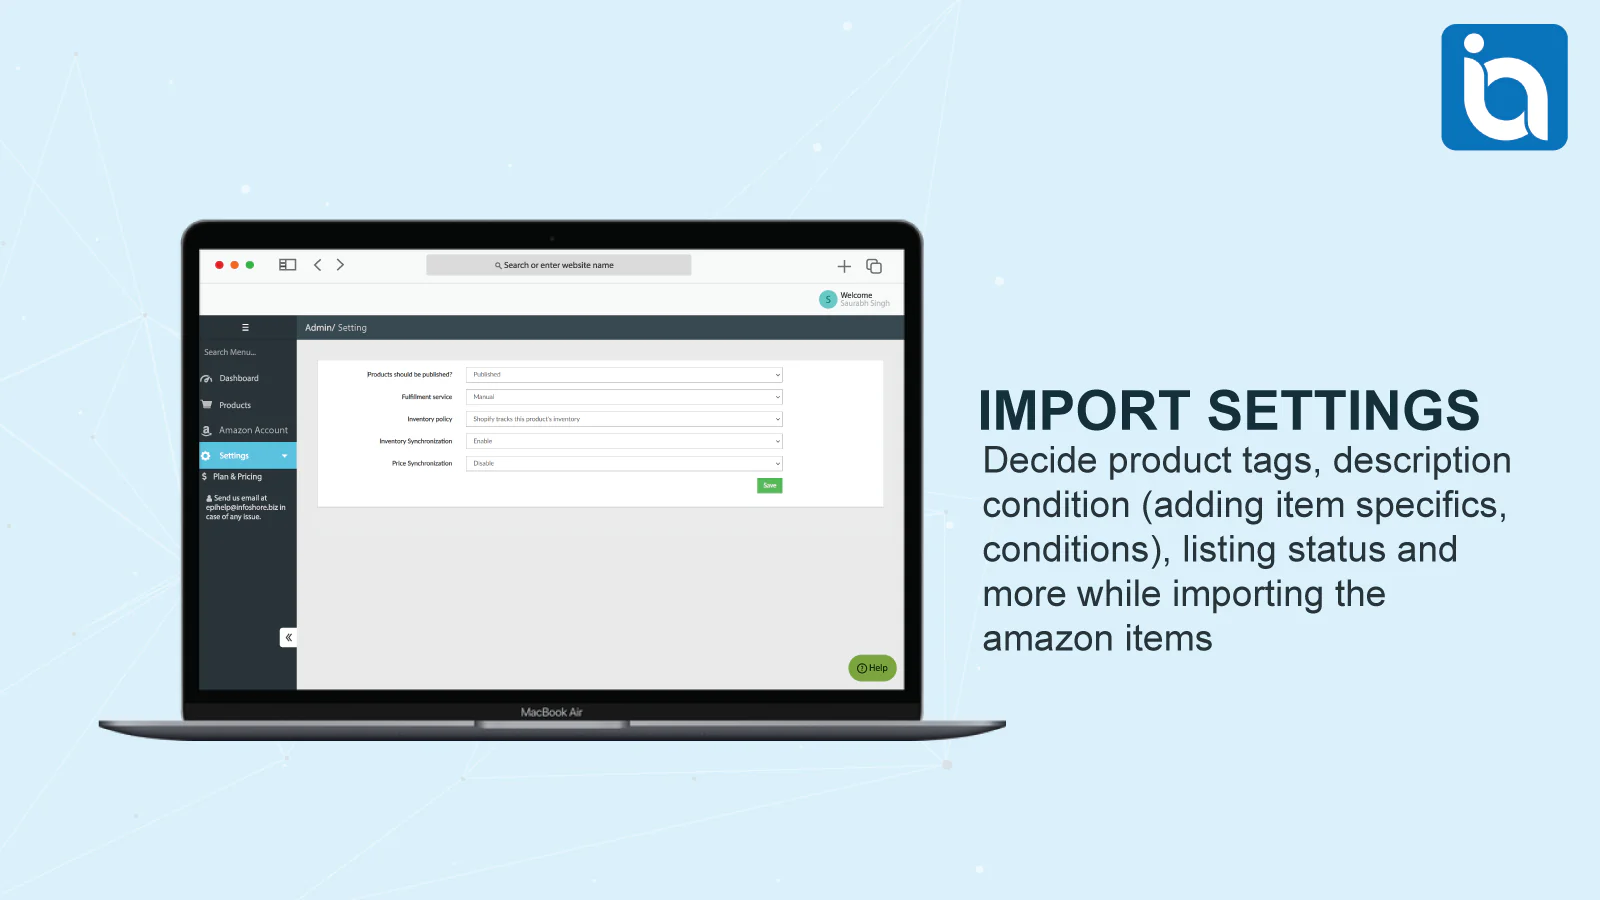 Search or enter website name
Welcome
S
Saurabh Singh
Admin/ Setting
Search Menu...
Dashboard
Products
Amazon Account
Settings
Plan & Pricing
Send us email at
epihelp@infoshore.biz in
case of any issue.
Products should be published?
Published
Fulfillment service
Manual
Inventory policy
Shopify tracks this product's inventory
Inventory Synchronization
Enable
Price Synchronization
Disable
Save
Help
MacBook Air
IMPORT SETTINGS
Decide product tags, description
condition (adding item specifics,
conditions), listing status and
more while importing the
amazon items